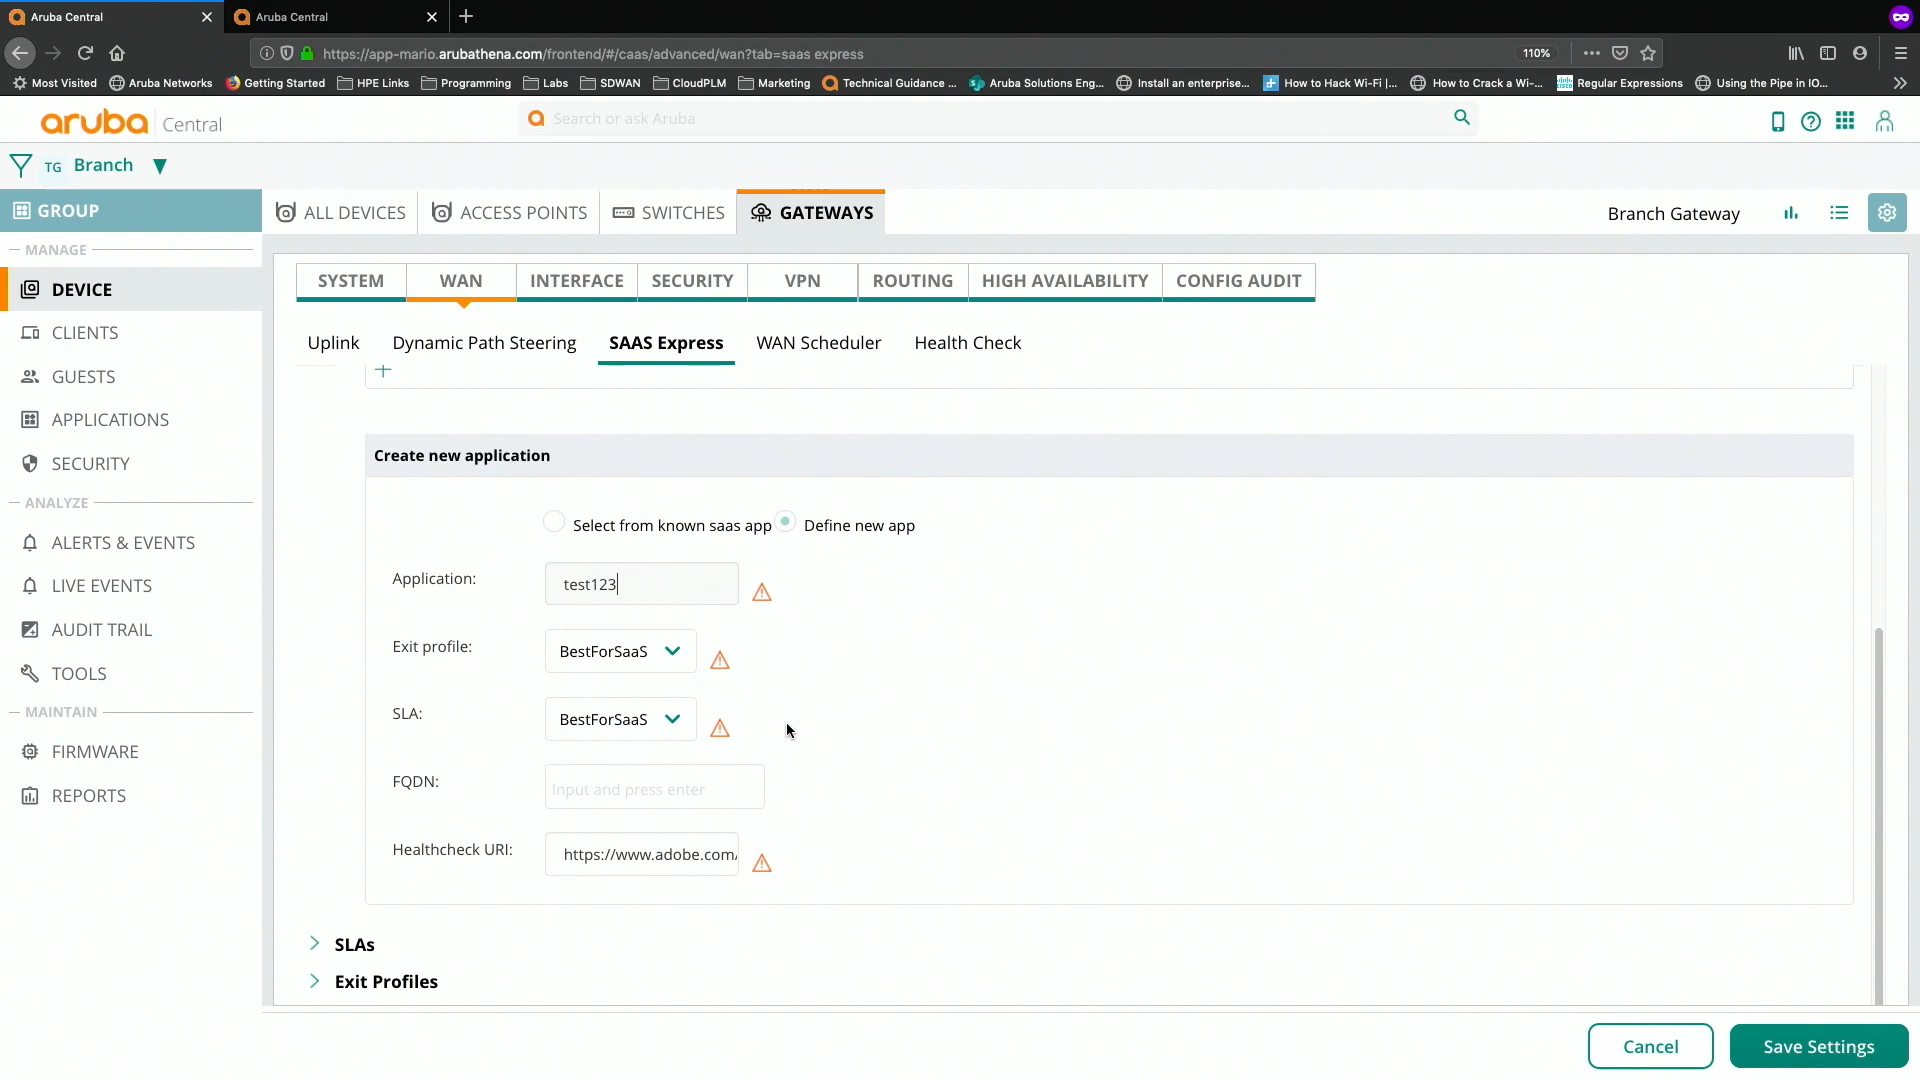 Aruba Central
Aruba Central
https://app-mario.arubathena.com/frontend/#/caas/advanced/wan?tab=saas express
110%
Most Visited
Aruba Networks
Getting Started
HPE Links
Programming
Labs
SDWAN
CloudPLM
Marketing
Technical Guidance ...
Aruba Solutions Eng...
Install an enterprise...
How to Hack Wi-Fi |...
How to Crack a Wi-...
Regular Expressions
Using the Pipe in IO...
aruba Central
Search or ask Aruba
TG Branch
GROUP
MANAGE
DEVICE
CLIENTS
GUESTS
APPLICATIONS
SECURITY
ANALYZE
ALERTS & EVENTS
LIVE EVENTS
AUDIT TRAIL
TOOLS
MAINTAIN
FIRMWARE
REPORTS
ALL DEVICES
ACCESS POINTS
SWITCHES
GATEWAYS
Branch Gateway
SYSTEM
WAN
INTERFACE
SECURITY
VPN
ROUTING
HIGH AVAILABILITY
CONFIG AUDIT
Uplink
Dynamic Path Steering
SAAS Express
WAN Scheduler
Health Check
+
Create new application
Select from known saas app
Define new app
Application:
test123
Exit profile:
BestForSaaS
SLA:
BestForSaaS
FQDN:
Input and press enter
Healthcheck URI:
https://www.adobe.com/
SLAs
Exit Profiles
Cancel
Save Settings